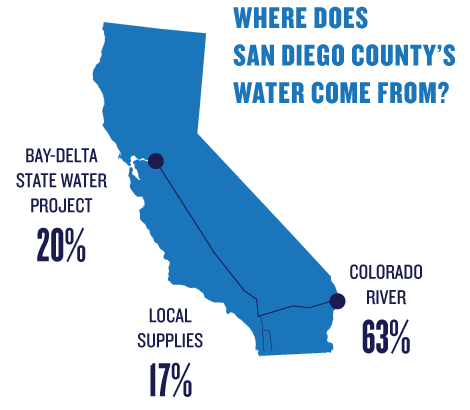 WHERE DOES
SAN DIEGO COUNTY'S
WATER COME FROM?
BAY-DELTA
STATE WATER
PROJECT
20%
COLORADO
RIVER
63%
LOCAL
SUPPLIES
17%